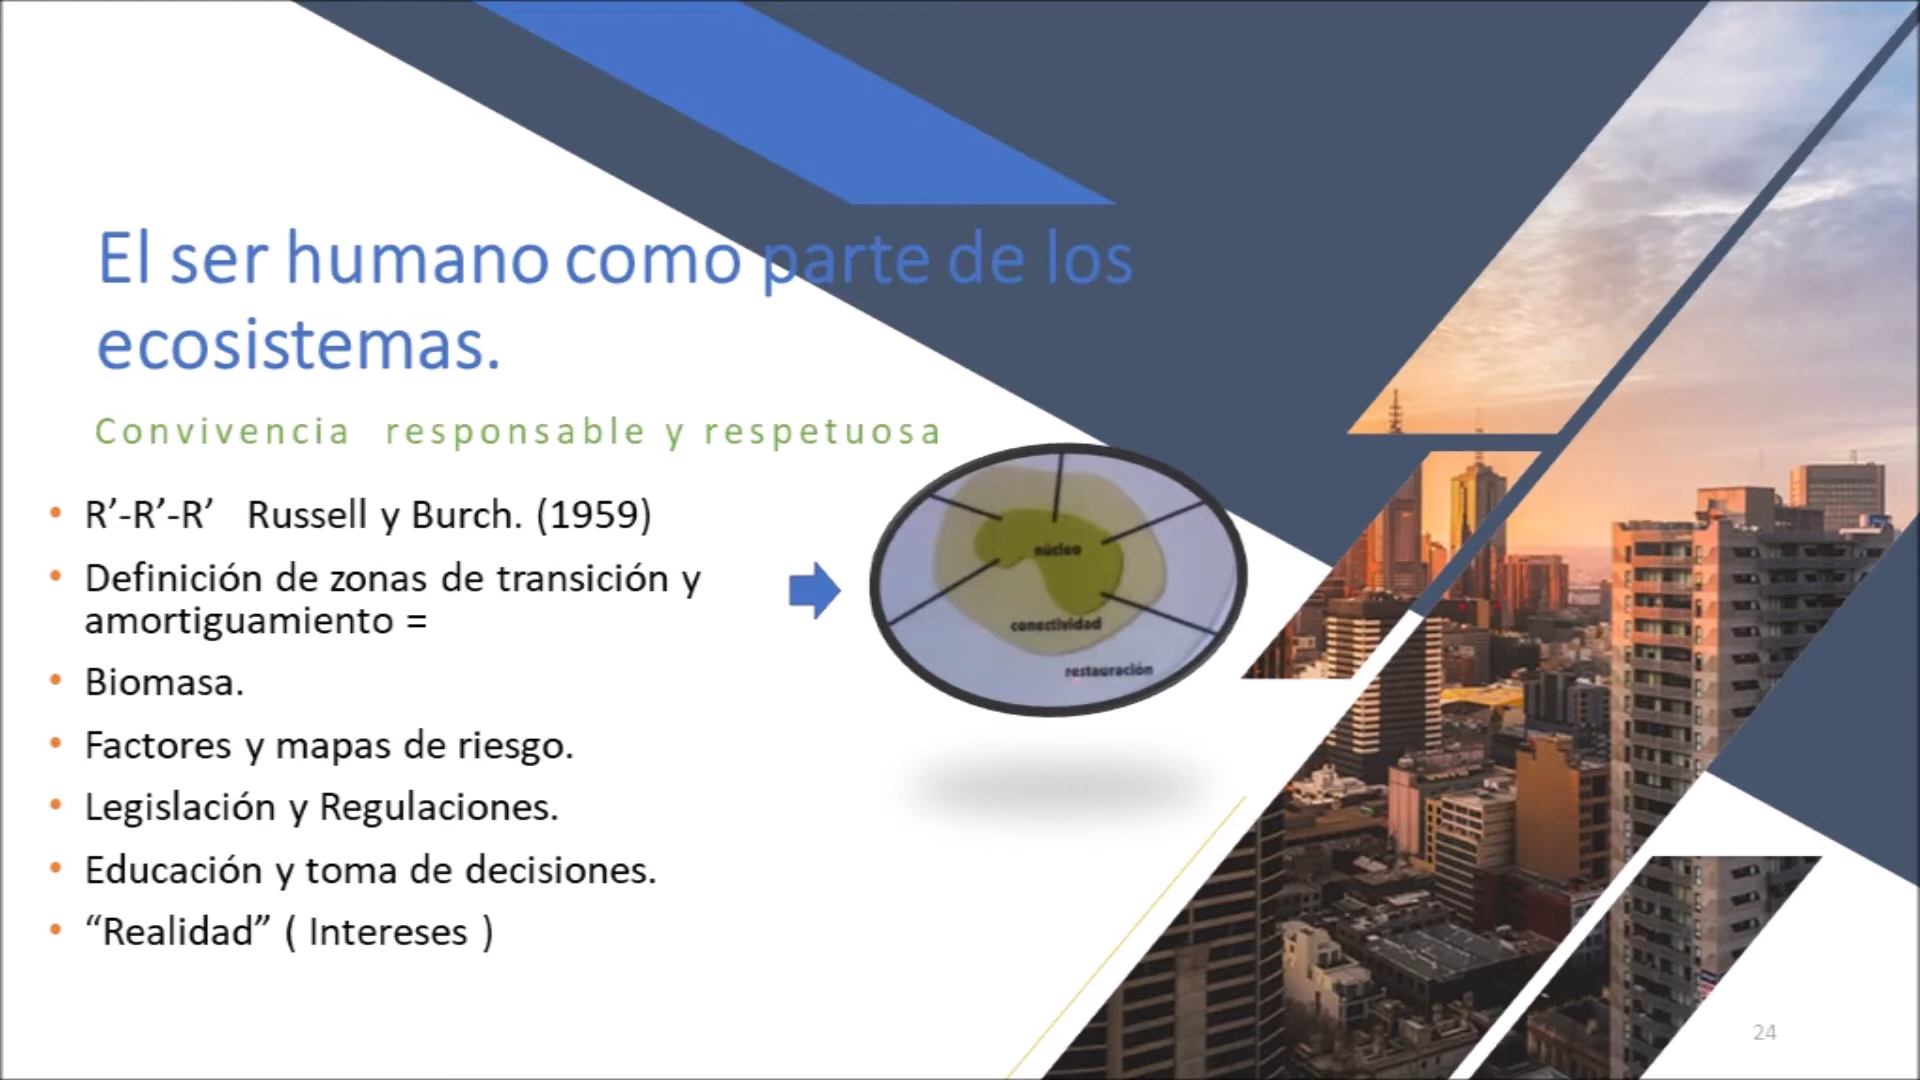 El ser humano como parte de los
ecosistemas.
Convivencia responsable y respetuosa
• R’-R’-R’ Russell y Burch. (1959)
• Definición de zonas de transición y
amortiguamiento =
• Biomasa.
• Factores y mapas de riesgo.
• Legislación y Regulaciones.
• Educación y toma de decisiones.
• “Realidad” ( Intereses )
núcleo
conectividad
restauración
24